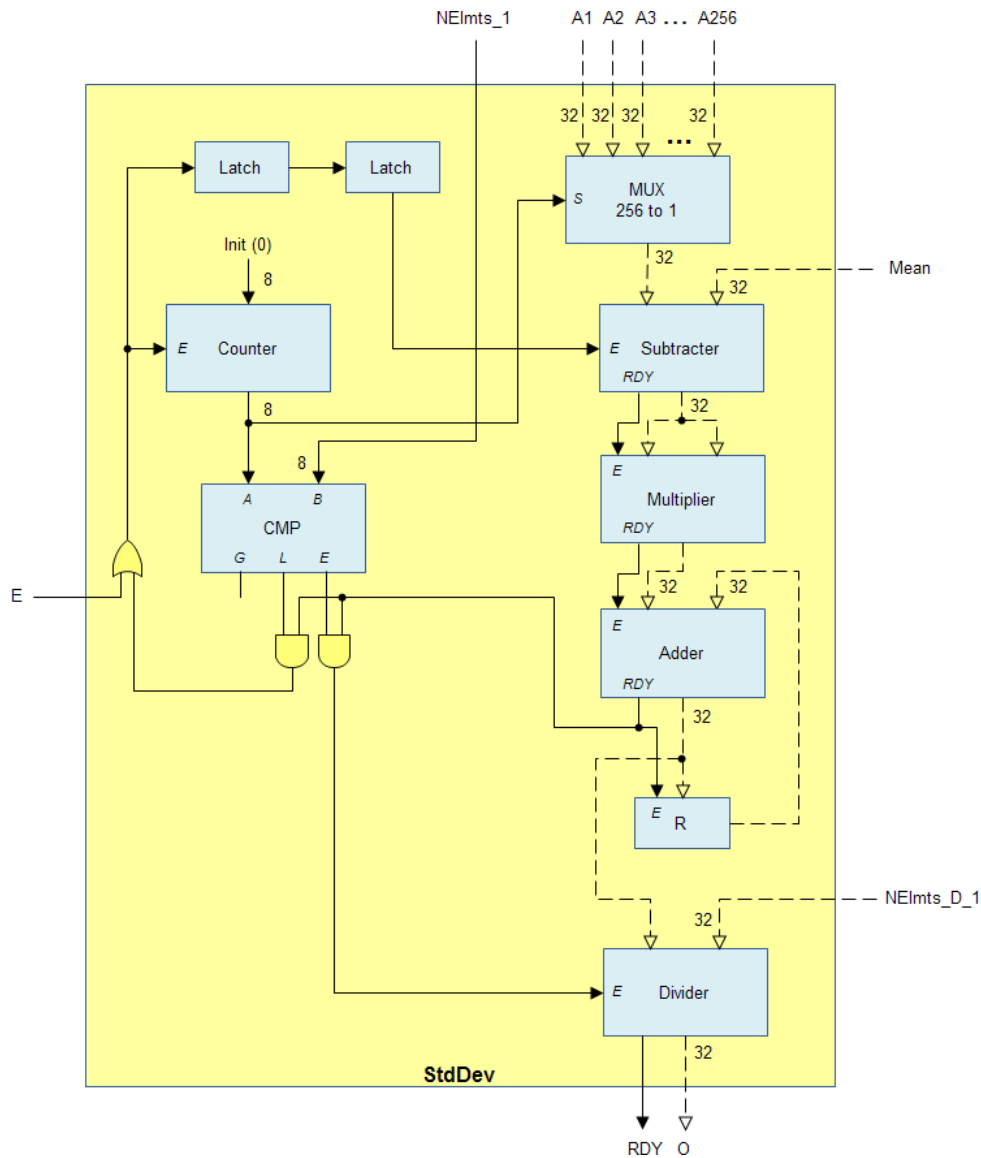 NElmts_1
A1 A2 A3 ... A256
32 32 32 32
...
Latch
Latch
MUX
256 to 1
S
Init (0)
8
32
Mean
32
E
Counter
E
Subtracter
RDY
8
32
8
A
B
CMP
G
L
E
E
Multiplier
RDY
E
32
32
E
Adder
RDY
32
E
R
NElmts_D_1
32
E
Divider
32
StdDev
RDY
O